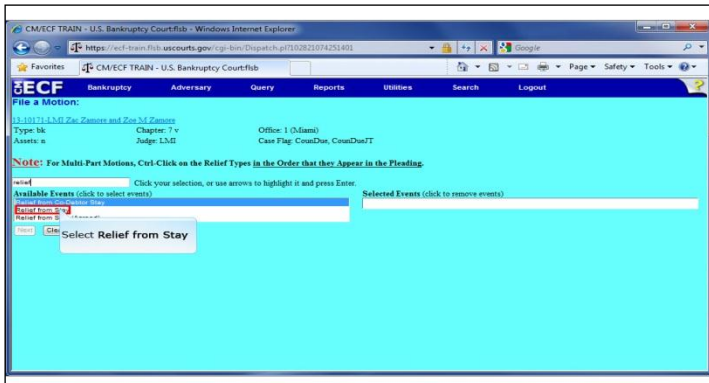 CM/ECF TRAIN - U.S. Bankruptcy Court:flsb - Windows Internet Explorer
https://ecf-train.flsb.uscourts.gov/cgi-bin/Dispatch.pl?102821074251401
Google
Favorites CM/ECF TRAIN - U.S. Bankruptcy Court:flsb Page Safety Tools
ECF Bankruptcy Adversary Query Reports Utilities Search Logout ?
File a Motion:
13-10171-LMI Zac Zamore and Zoe M Zamore
Type: bk Chapter: 7 v Office: 1 (Miami)
Assets: n Judge: LMI Case Flag: CounDue, CounDueJT
Note: For Multi-Part Motions, Ctrl-Click on the Relief Types in the Order that they Appear in the Pleading.
relief Click your selection, or use arrows to highlight it and press Enter.
Available Events (click to select events) Selected Events (click to remove events)
Relief from Co-Debtor Stay
Relief from Stay
Relief from S
Next Cle
Select Relief from Stay